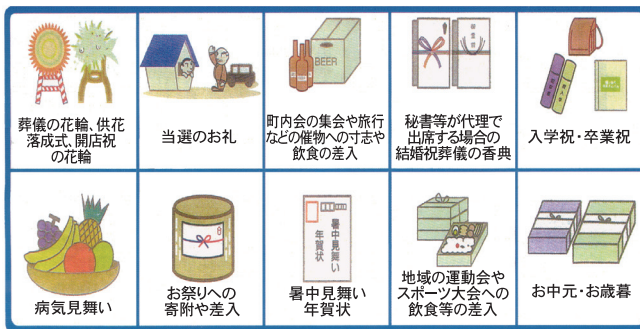 葬儀の花輪、供花
落成式、開店祝
の花輪
当選のお礼
BEER
町内会の集会や旅行
などの催物への寸志や
飲食の差入
秘書等が代理で
出席する場合の
結婚祝葬儀の香典
入学祝・卒業祝
病気見舞い
お祭りへの
寄附や差入
暑中見舞い
年賀状
暑中見舞い
年賀状
地域の運動会や
スポーツ大会への
飲食等の差入
お中元・お歳暮